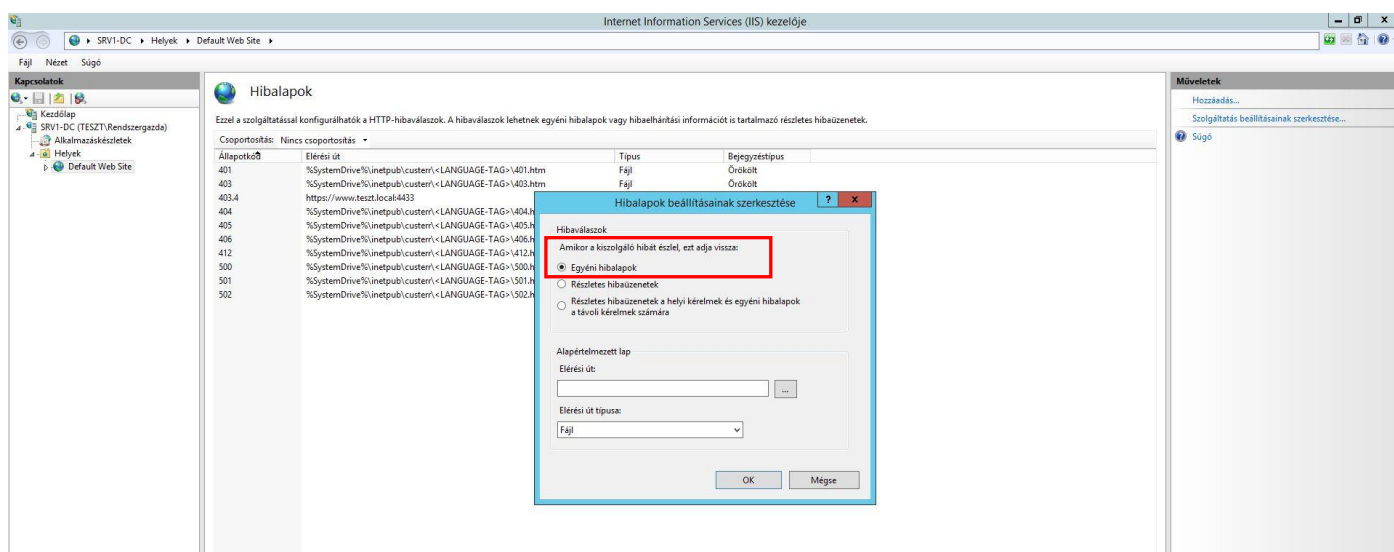 Internet Information Services (IIS) kezelője
SRV1-DC Helyek Default Web Site
Fájl Nézet Súgó
Kapcsolatok
Kezdőlap
SRV1-DC (TESZT\Rendszergazda)
Alkalmazáskészletek
Helyek
Default Web Site
Hibalapok
Ezzel a szolgáltatással konfigurálhatók a HTTP-hibaválaszok. A hibaválaszok lehetnek egyéni hibalapok vagy hibaelhárítási információt is tartalmazó részletes hibaüzenetek.
Csoportosítás: Nincs csoportosítás
Állapotkód Elérési út Típus Bejegyzéstípus
401 %SystemDrive%\inetpub\custerr\<LANGUAGE-TAG>\401.htm Fájl Örökölt
403 %SystemDrive%\inetpub\custerr\<LANGUAGE-TAG>\403.htm Fájl Örökölt
403.4 https://www.teszt.local:4433
404 %SystemDrive%\inetpub\custerr\<LANGUAGE-TAG>\404.h
405 %SystemDrive%\inetpub\custerr\<LANGUAGE-TAG>\405.h
406 %SystemDrive%\inetpub\custerr\<LANGUAGE-TAG>\406.h
412 %SystemDrive%\inetpub\custerr\<LANGUAGE-TAG>\412.h
500 %SystemDrive%\inetpub\custerr\<LANGUAGE-TAG>\500.h
501 %SystemDrive%\inetpub\custerr\<LANGUAGE-TAG>\501.h
502 %SystemDrive%\inetpub\custerr\<LANGUAGE-TAG>\502.h
Hibalapok beállításainak szerkesztése
Hibaválaszok
Amikor a kiszolgáló hibát észlel, ezt adja vissza:
Egyéni hibalapok
Részletes hibaüzenetek
Részletes hibaüzenetek a helyi kérelmek és egyéni hibalapok
a távoli kérelmek számára
Alapértelmezett lap
Elérési út:
...
Elérési út típusa:
Fájl
OK Mégse
Műveletek
Hozzáadás...
Szolgáltatás beállításainak szerkesztése...
Súgó